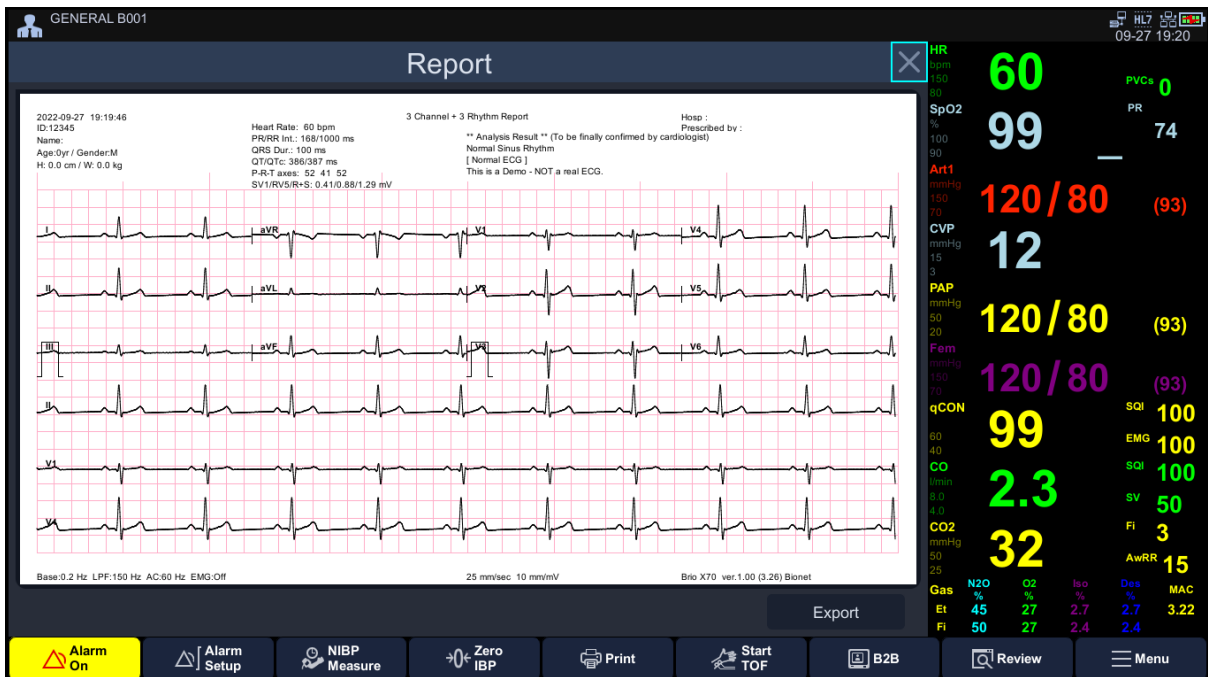 GENERAL B001
HL7
09-27 19:20
Report
2022-09-27 19:19:46
ID:12345
Name:
Age:0yr / Gender:M
H: 0.0 cm / W: 0.0 kg
Heart Rate: 60 bpm
PR/RR Int.: 168/1000 ms
QRS Dur.: 100 ms
QT/QTc: 386/387 ms
P-R-T axes: 52 41 52
SV1/RV5/R+S: 0.41/0.88/1.29 mV
3 Channel + 3 Rhythm Report
** Analysis Result ** (To be finally confirmed by cardiologist)
Normal Sinus Rhythm
[ Normal ECG ]
This is a Demo - NOT a real ECG.
Hosp :
Prescribed by :
I aVR V1 V4
II aVL V2 V5
III aVF V3 V6
II
V1
V4
Base:0.2 Hz LPF:150 Hz AC:60 Hz EMG:Off
25 mm/sec 10 mm/mV
Brio X70 ver.1.00 (3.26) Bionet
Export
HR
bpm
150
80
60
PVCs 0
SpO2
%
100
90
99
PR
74
Art1
mmHg
150
70
120/80 (93)
CVP
mmHg
15
3
12
PAP
mmHg
50
20
120/80 (93)
Fem
mmHg
150
70
120/80 (93)
qCON
60
40
99
SQI 100
EMG 100
CO
l/min
8.0
4.0
2.3
SQI 100
SV 50
CO2
mmHg
50
25
32
Fi 3
AwRR 15
Gas N2O % O2 % Iso % Des % MAC
Et 45 27 2.7 2.7 3.22
Fi 50 27 2.4 2.4
Alarm On
Alarm Setup
NIBP Measure
Zero IBP
Print
Start TOF
B2B
Review
Menu